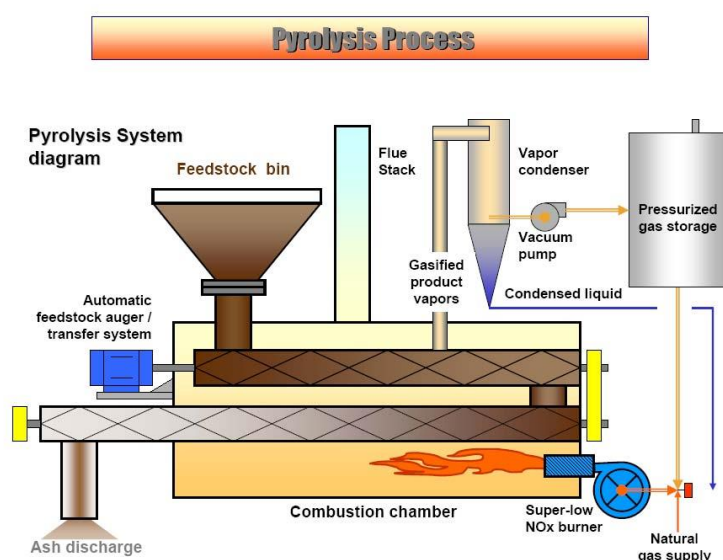 Pyrolysis Process
Pyrolysis System
diagram
Feedstock bin
Flue
Stack
Vapor
condenser
Pressurized
gas storage
Vacuum
pump
Gasified
product
vapors
Condensed liquid
Automatic
feedstock auger /
transfer system
Combustion chamber
Super-low
NOx burner
Natural
gas supply
Ash discharge